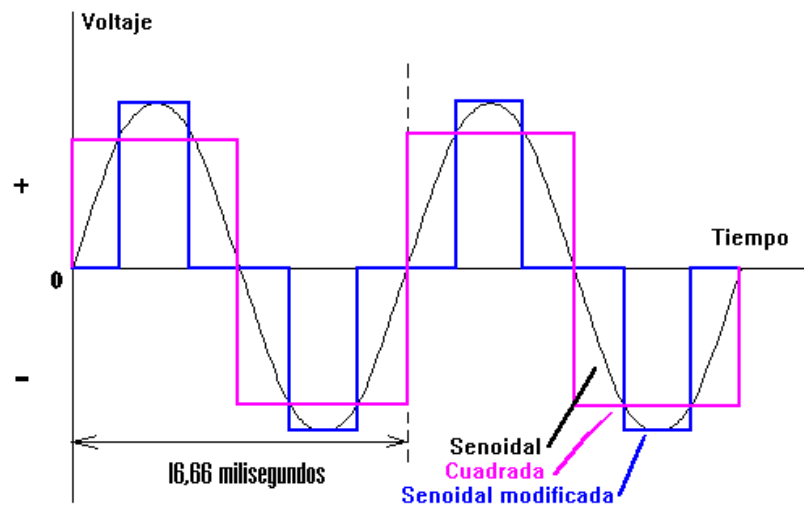 Voltaje
+
Tiempo
0
-
Senoidal
Cuadrada
16,66 milisegundos
Senoidal modificada